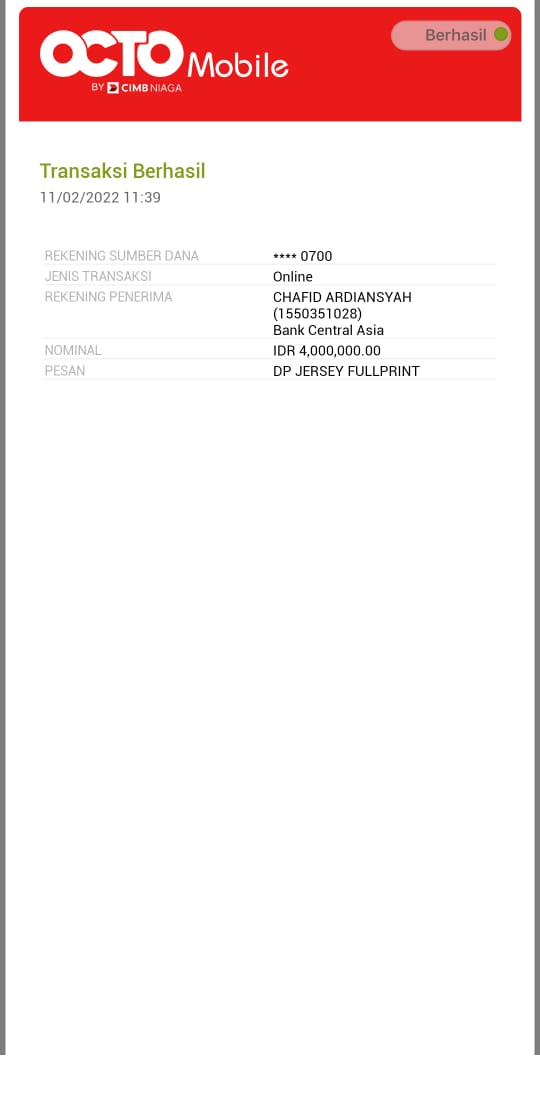 OCTO Mobile
BY CIMB NIAGA
Berhasil
Transaksi Berhasil
11/02/2022 11:39
REKENING SUMBER DANA **** 0700
JENIS TRANSAKSI Online
REKENING PENERIMA CHAFID ARDIANSYAH
(1550351028)
Bank Central Asia
NOMINAL IDR 4,000,000.00
PESAN DP JERSEY FULLPRINT